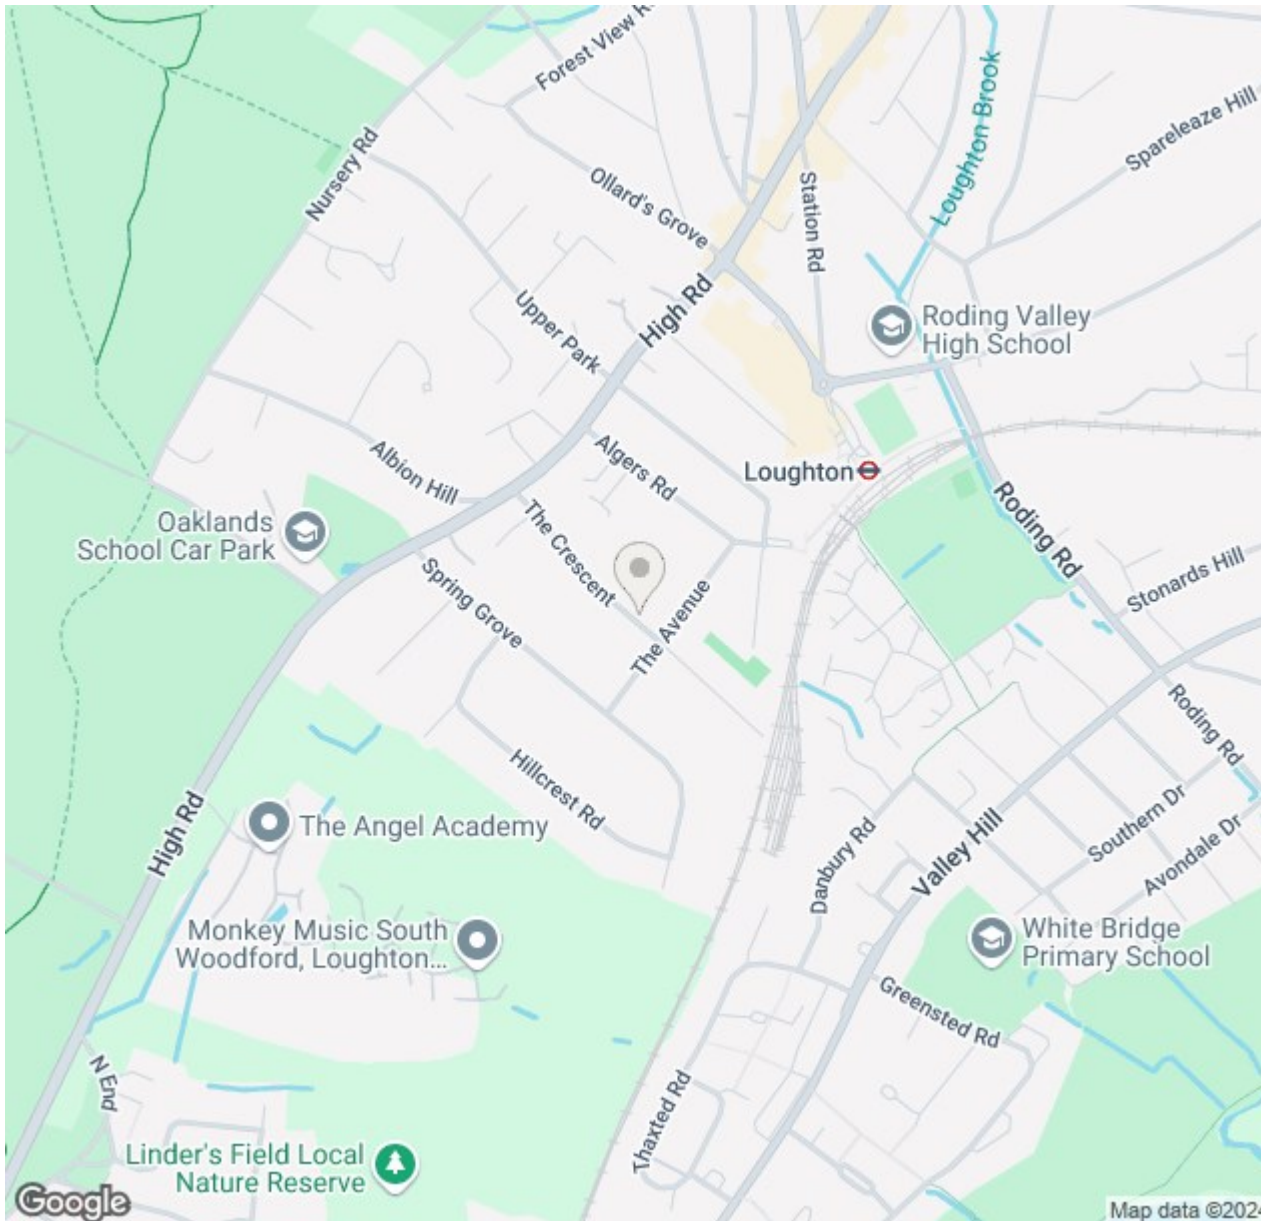 Forest View R
Loughton Brook
Spareleaze Hill
Nursery Rd
Ollard's Grove
Station Rd
High Rd
Upper Park
Roding Valley
High School
Albion Hill
Algers Rd
Loughton
Roding Rd
Oaklands
School Car Park
The Crescent
Spring Grove
The Avenue
Stonards Hill
Roding Rd
Hillcrest Rd
High Rd
The Angel Academy
Danbury Rd
Valley Hill
Southern Dr
Avondale Dr
Monkey Music South
Woodford, Loughton...
White Bridge
Primary School
Greensted Rd
N End
Thaxted Rd
Linder's Field Local
Nature Reserve
Google
Map data ©2024